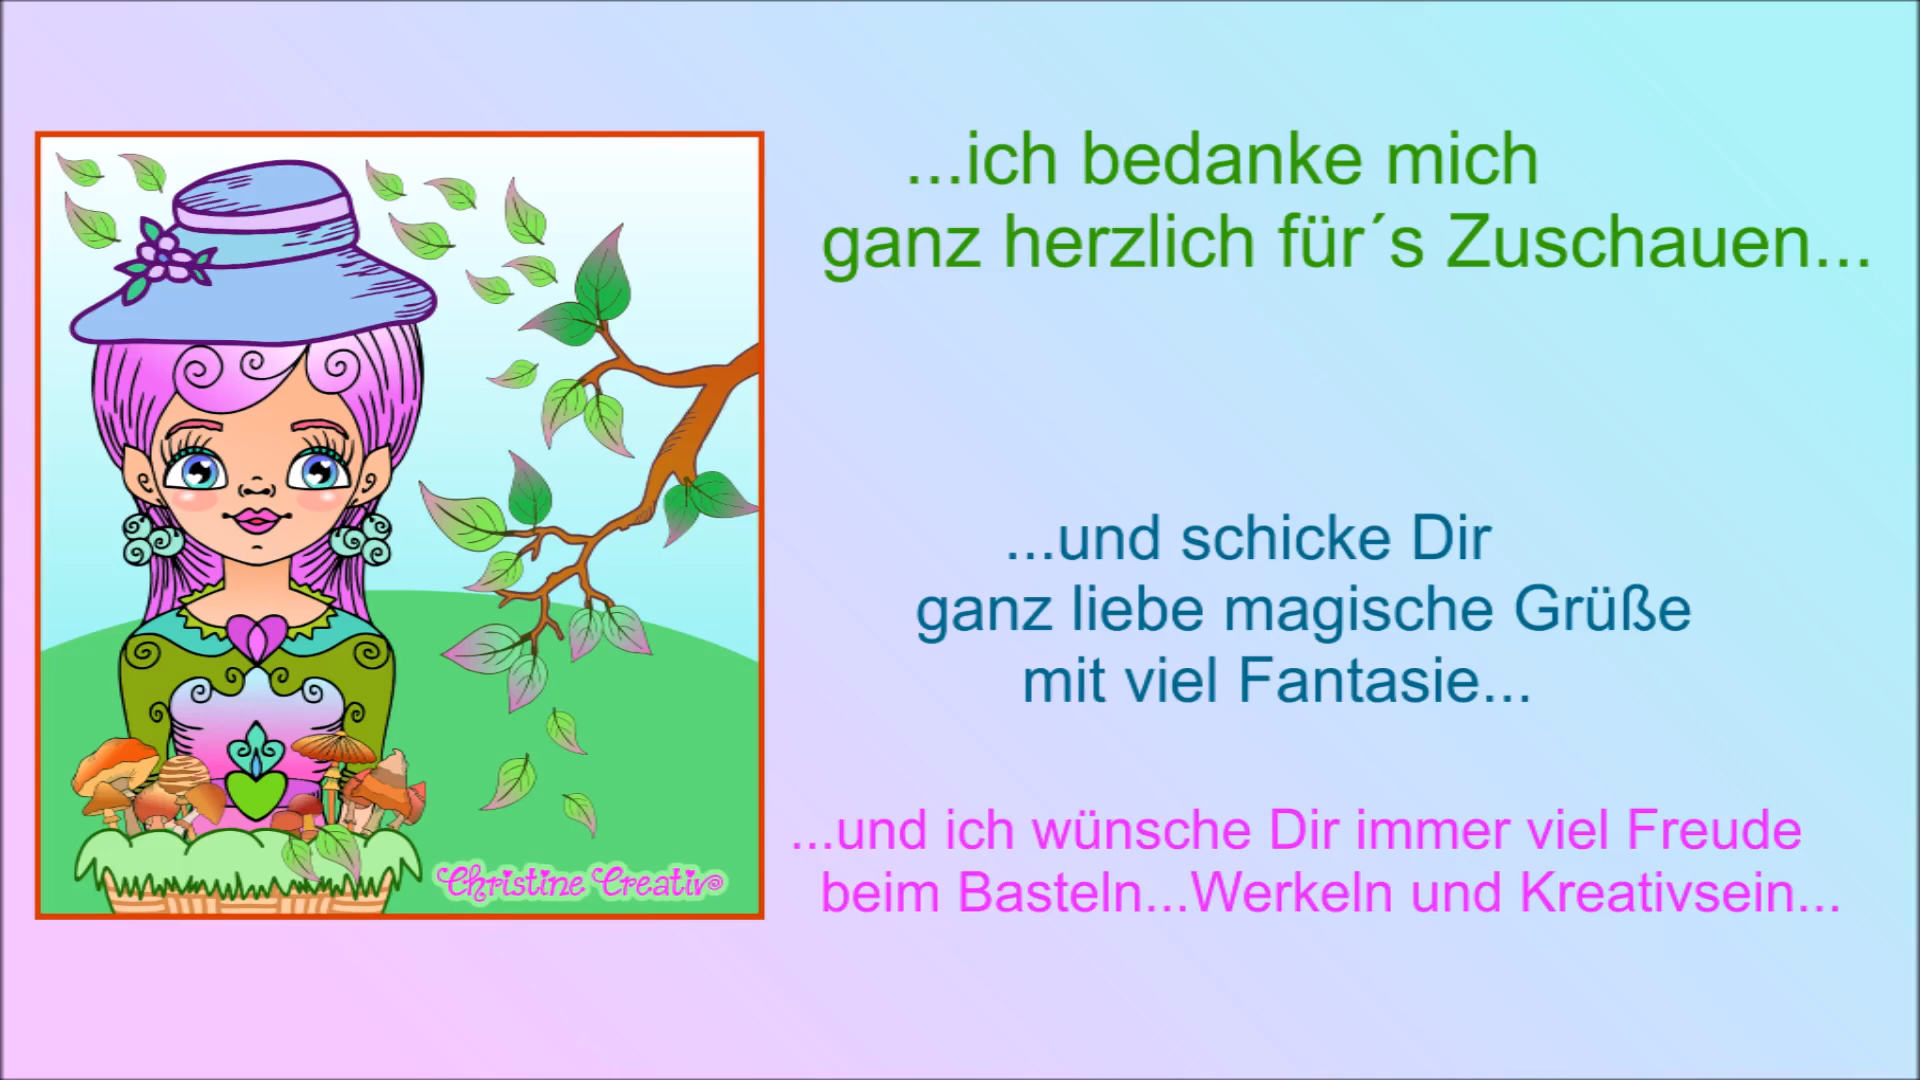 ...ich bedanke mich
ganz herzlich für´s Zuschauen...
...und schicke Dir
ganz liebe magische Grüße
mit viel Fantasie...
...und ich wünsche Dir immer viel Freude
beim Basteln...Werkeln und Kreativsein...
Christine Creativ